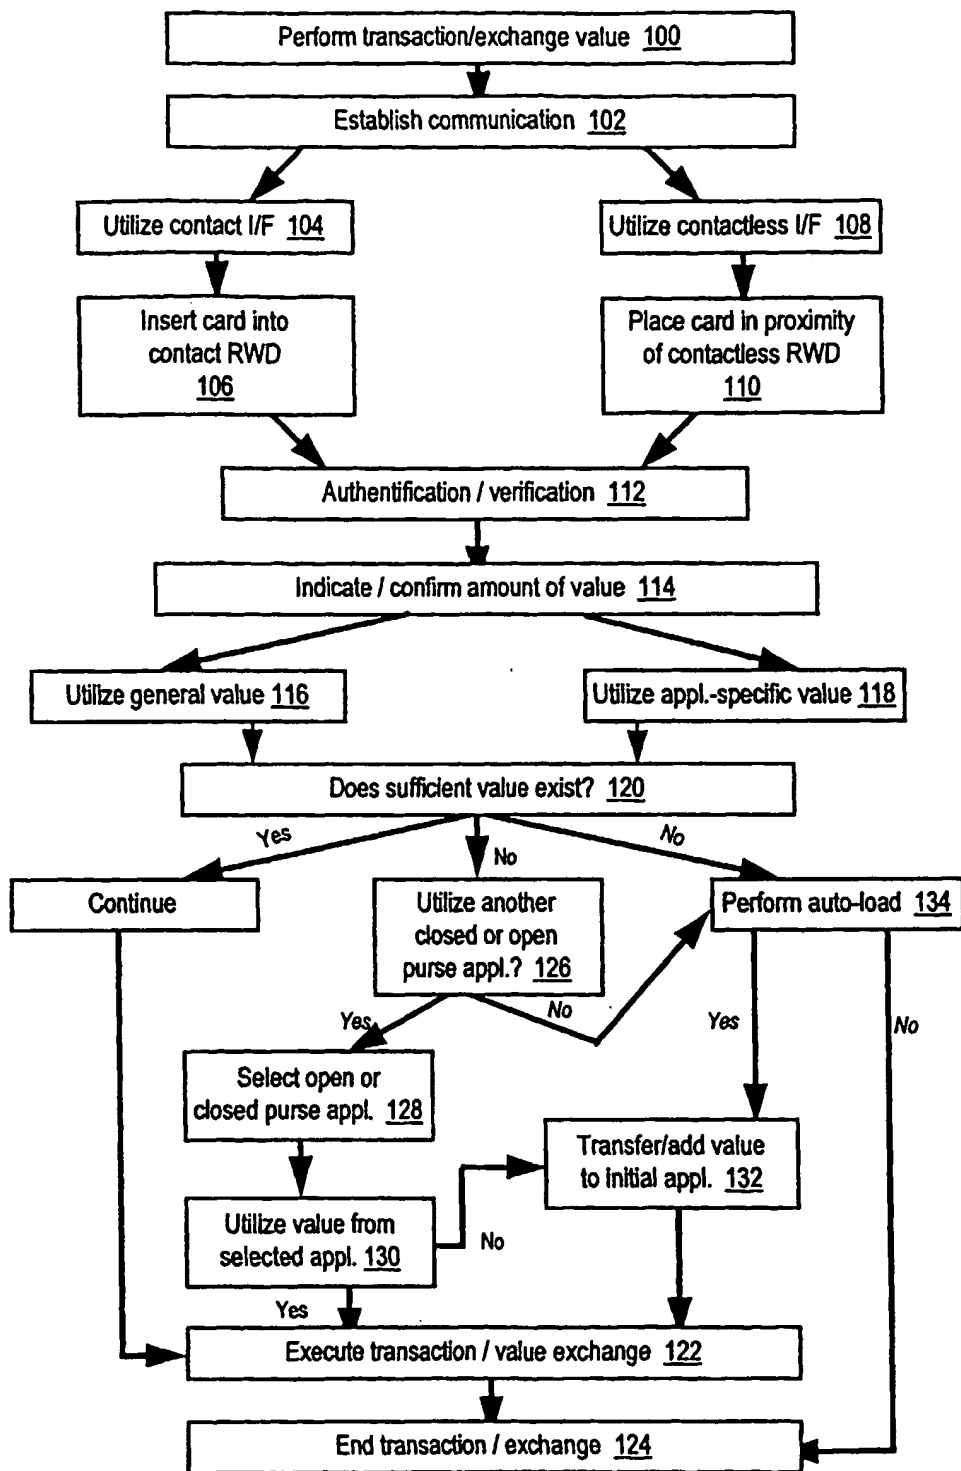 Perform transaction/exchange value 100
Establish communication 102
Utilize contact I/F 104
Utilize contactless I/F 108
Insert card into
contact RWD
106
Place card in proximity
of contactless RWD
110
Authentification / verification 112
Indicate / confirm amount of value 114
Utilize general value 116
Utilize appl.-specific value 118
Does sufficient value exist? 120
Yes
No
No
Continue
Utilize another
closed or open
purse appl.? 126
Perform auto-load 134
Yes
No
Yes
No
Select open or
closed purse appl. 128
Transfer/add value
to initial appl. 132
Utilize value from
selected appl. 130
No
Yes
Execute transaction / value exchange 122
End transaction / exchange 124